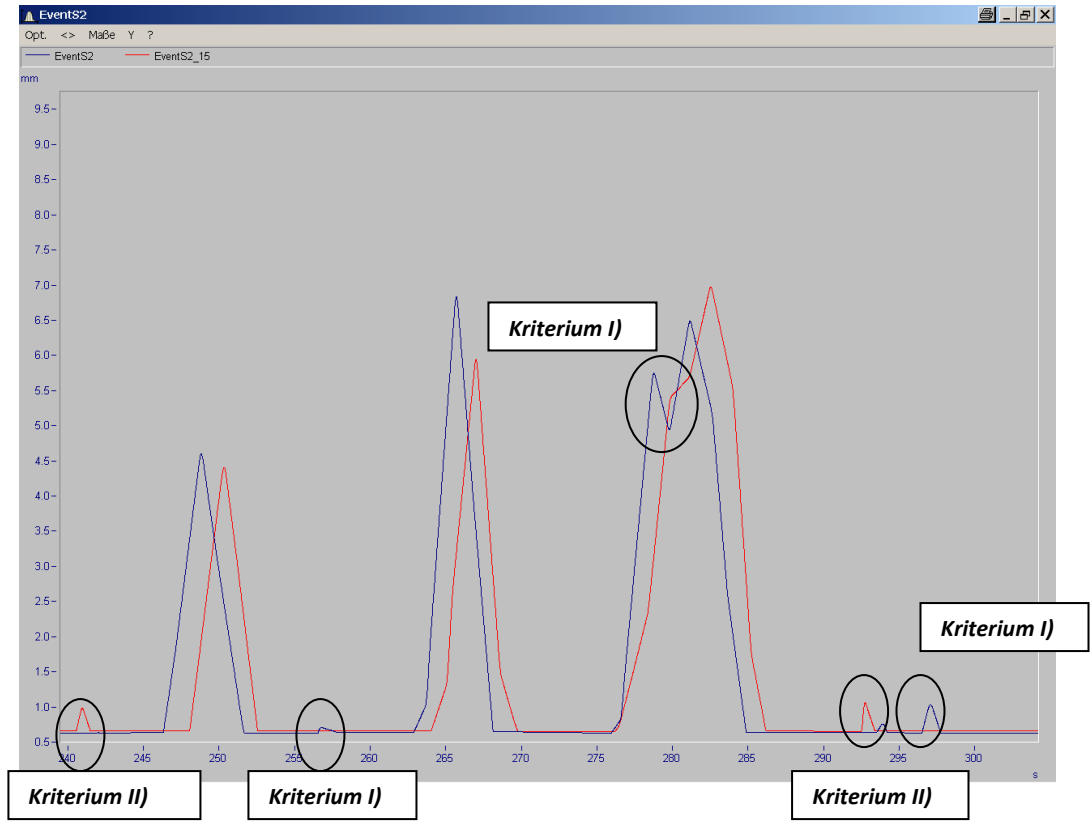 EventS2
Opt. <> Maße Y ?
EventS2 EventS2_15
mm
9.5
9.0
8.5
8.0
7.5
7.0
6.5
Kriterium I)
6.0
5.5
5.0
4.5
4.0
3.5
3.0
2.5
2.0
Kriterium I)
1.5
1.0
0.5
240 245 250 255 260 265 270 275 280 285 290 295 300
s
Kriterium II) Kriterium I) Kriterium II)